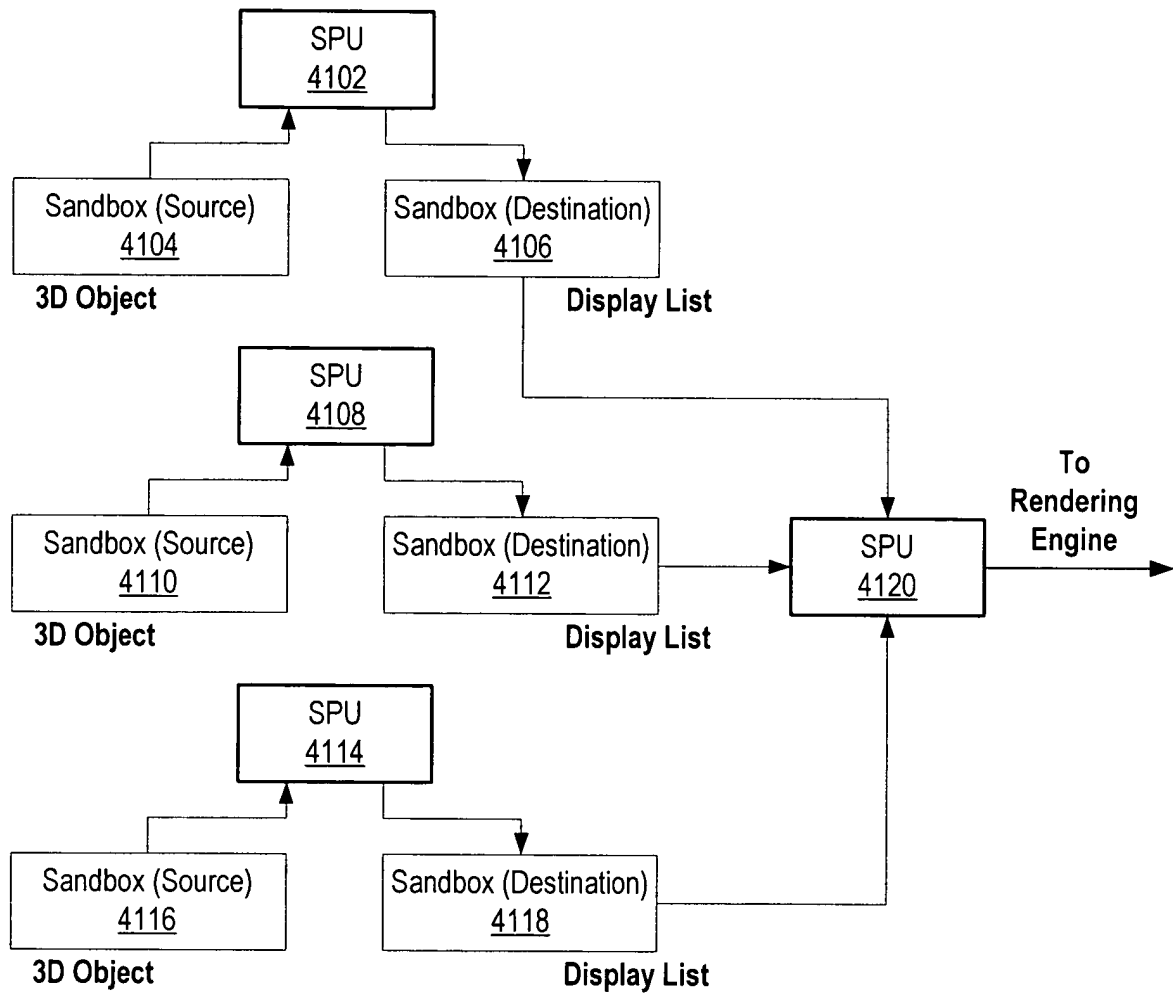 SPU
4102
Sandbox (Source)
4104
3D Object
Sandbox (Destination)
4106
Display List
SPU
4108
Sandbox (Source)
4110
3D Object
Sandbox (Destination)
4112
Display List
SPU
4120
To
Rendering
Engine
SPU
4114
Sandbox (Source)
4116
3D Object
Sandbox (Destination)
4118
Display List